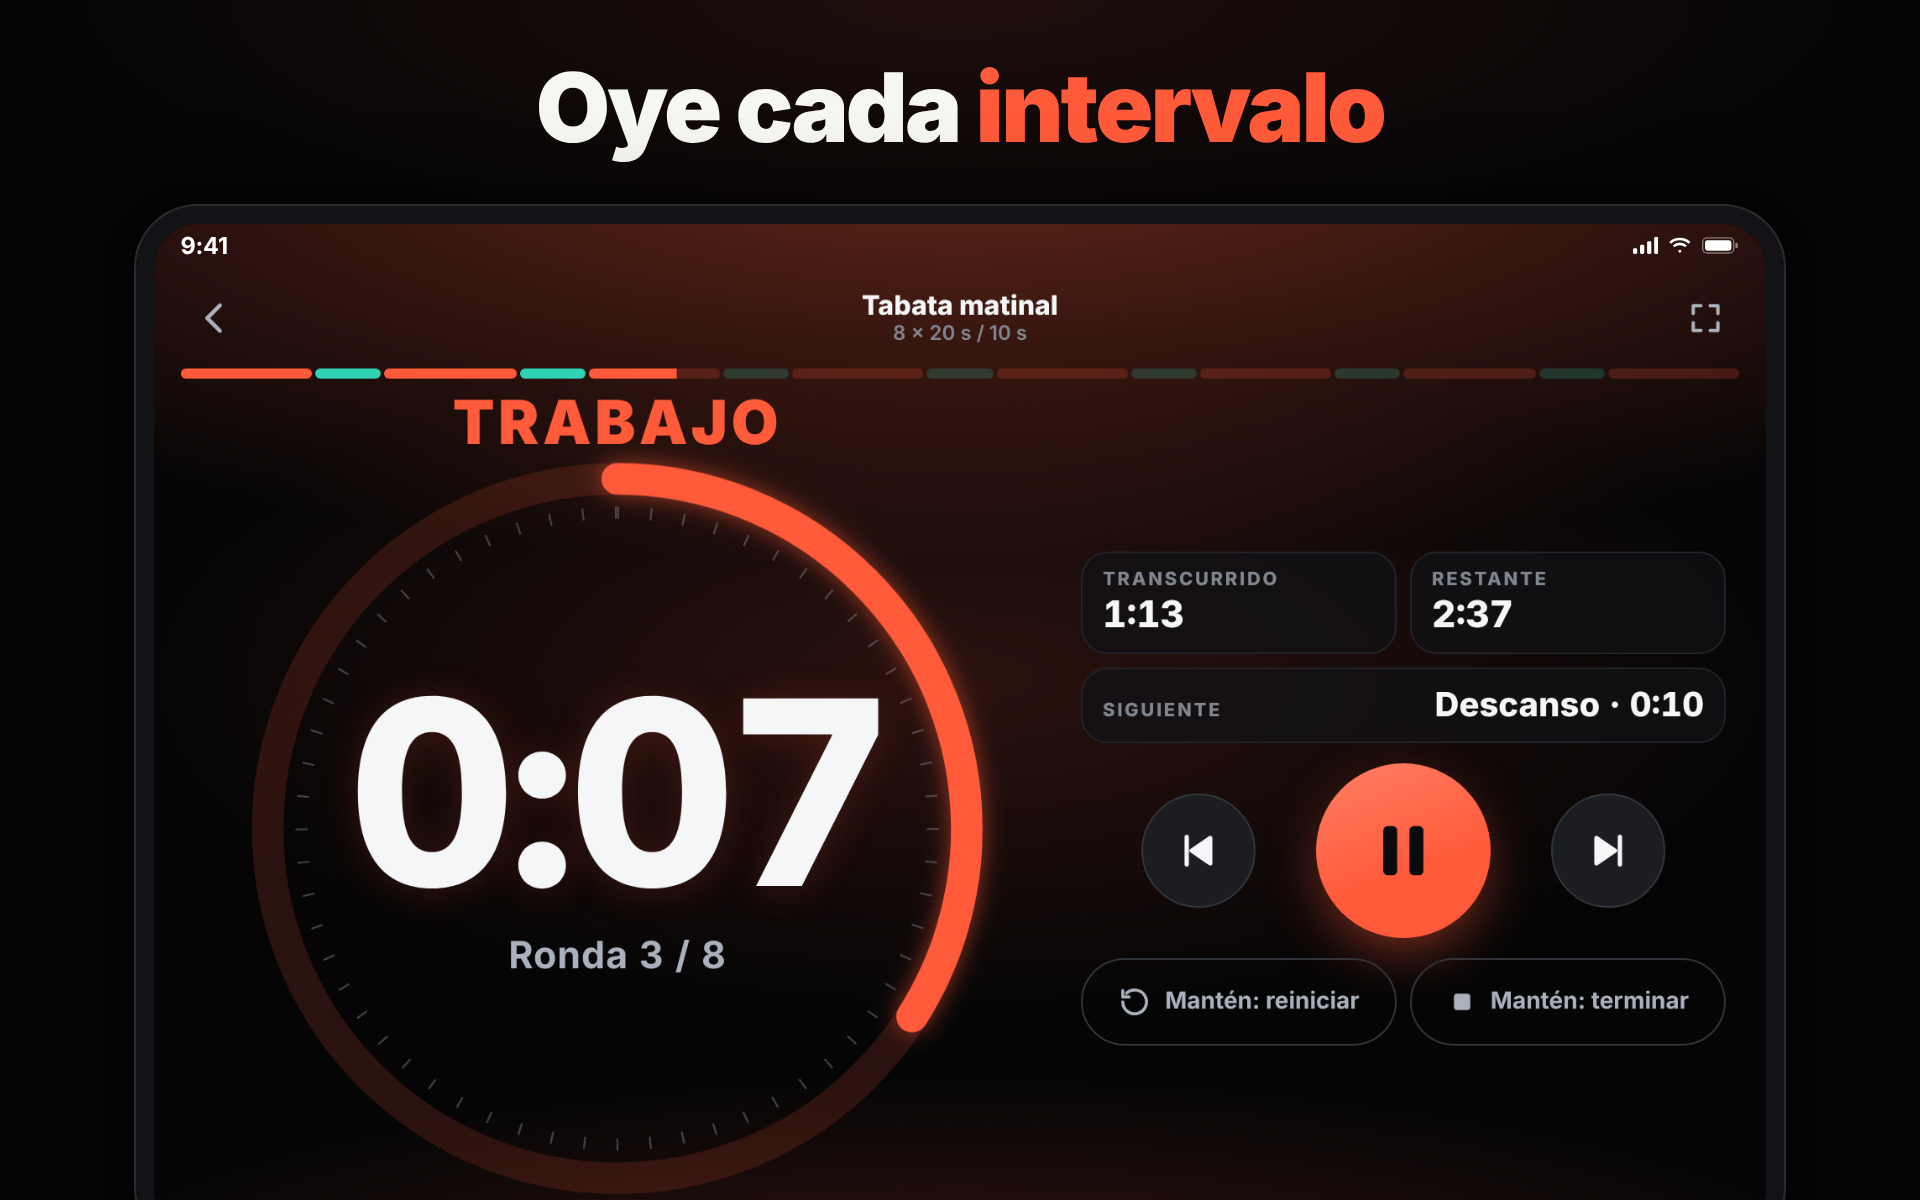 Oye cada intervalo
9:41
Tabata matinal
8 × 20 s / 10 s
TRABAJO
0:07
Ronda 3 / 8
TRANSCURRIDO
1:13
RESTANTE
2:37
SIGUIENTE
Descanso · 0:10
Mantén: reiniciar
Mantén: terminar